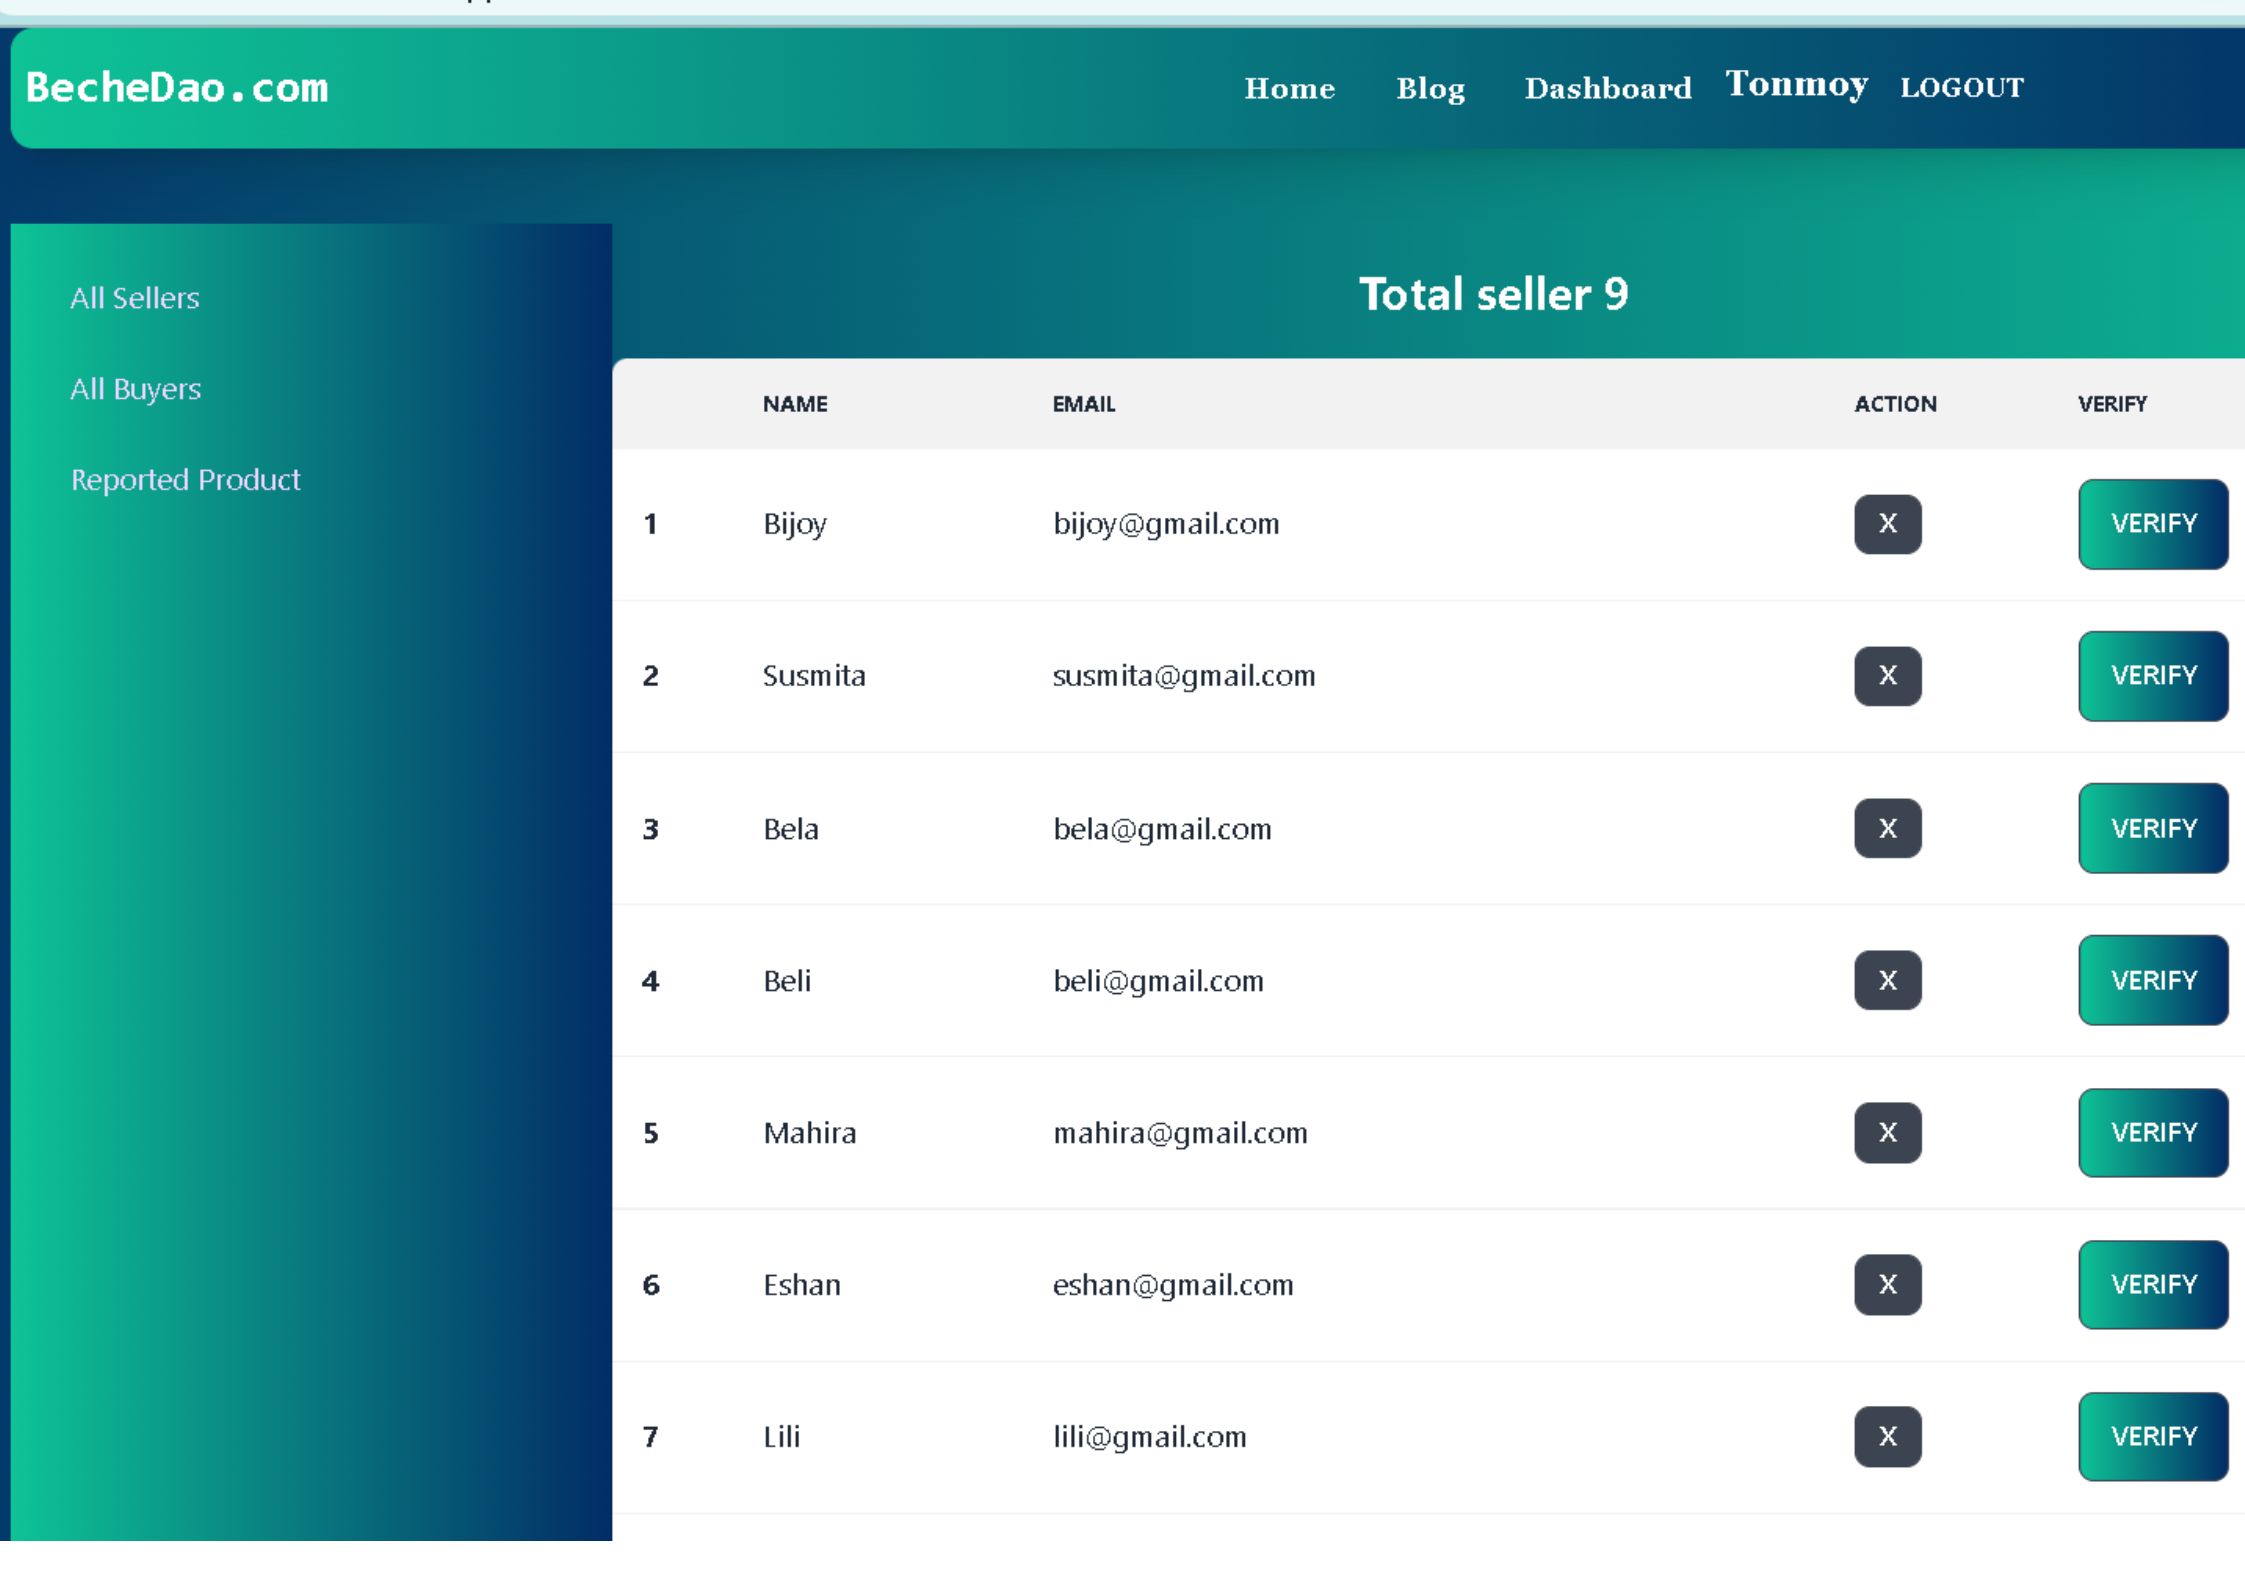 BecheDao.com Home Blog Dashboard Tonmoy LOGOUT
All Sellers
All Buyers
Reported Product
Total seller 9
NAME EMAIL ACTION VERIFY
1 Bijoy bijoy@gmail.com X VERIFY
2 Susmita susmita@gmail.com X VERIFY
3 Bela bela@gmail.com X VERIFY
4 Beli beli@gmail.com X VERIFY
5 Mahira mahira@gmail.com X VERIFY
6 Eshan eshan@gmail.com X VERIFY
7 Lili lili@gmail.com X VERIFY